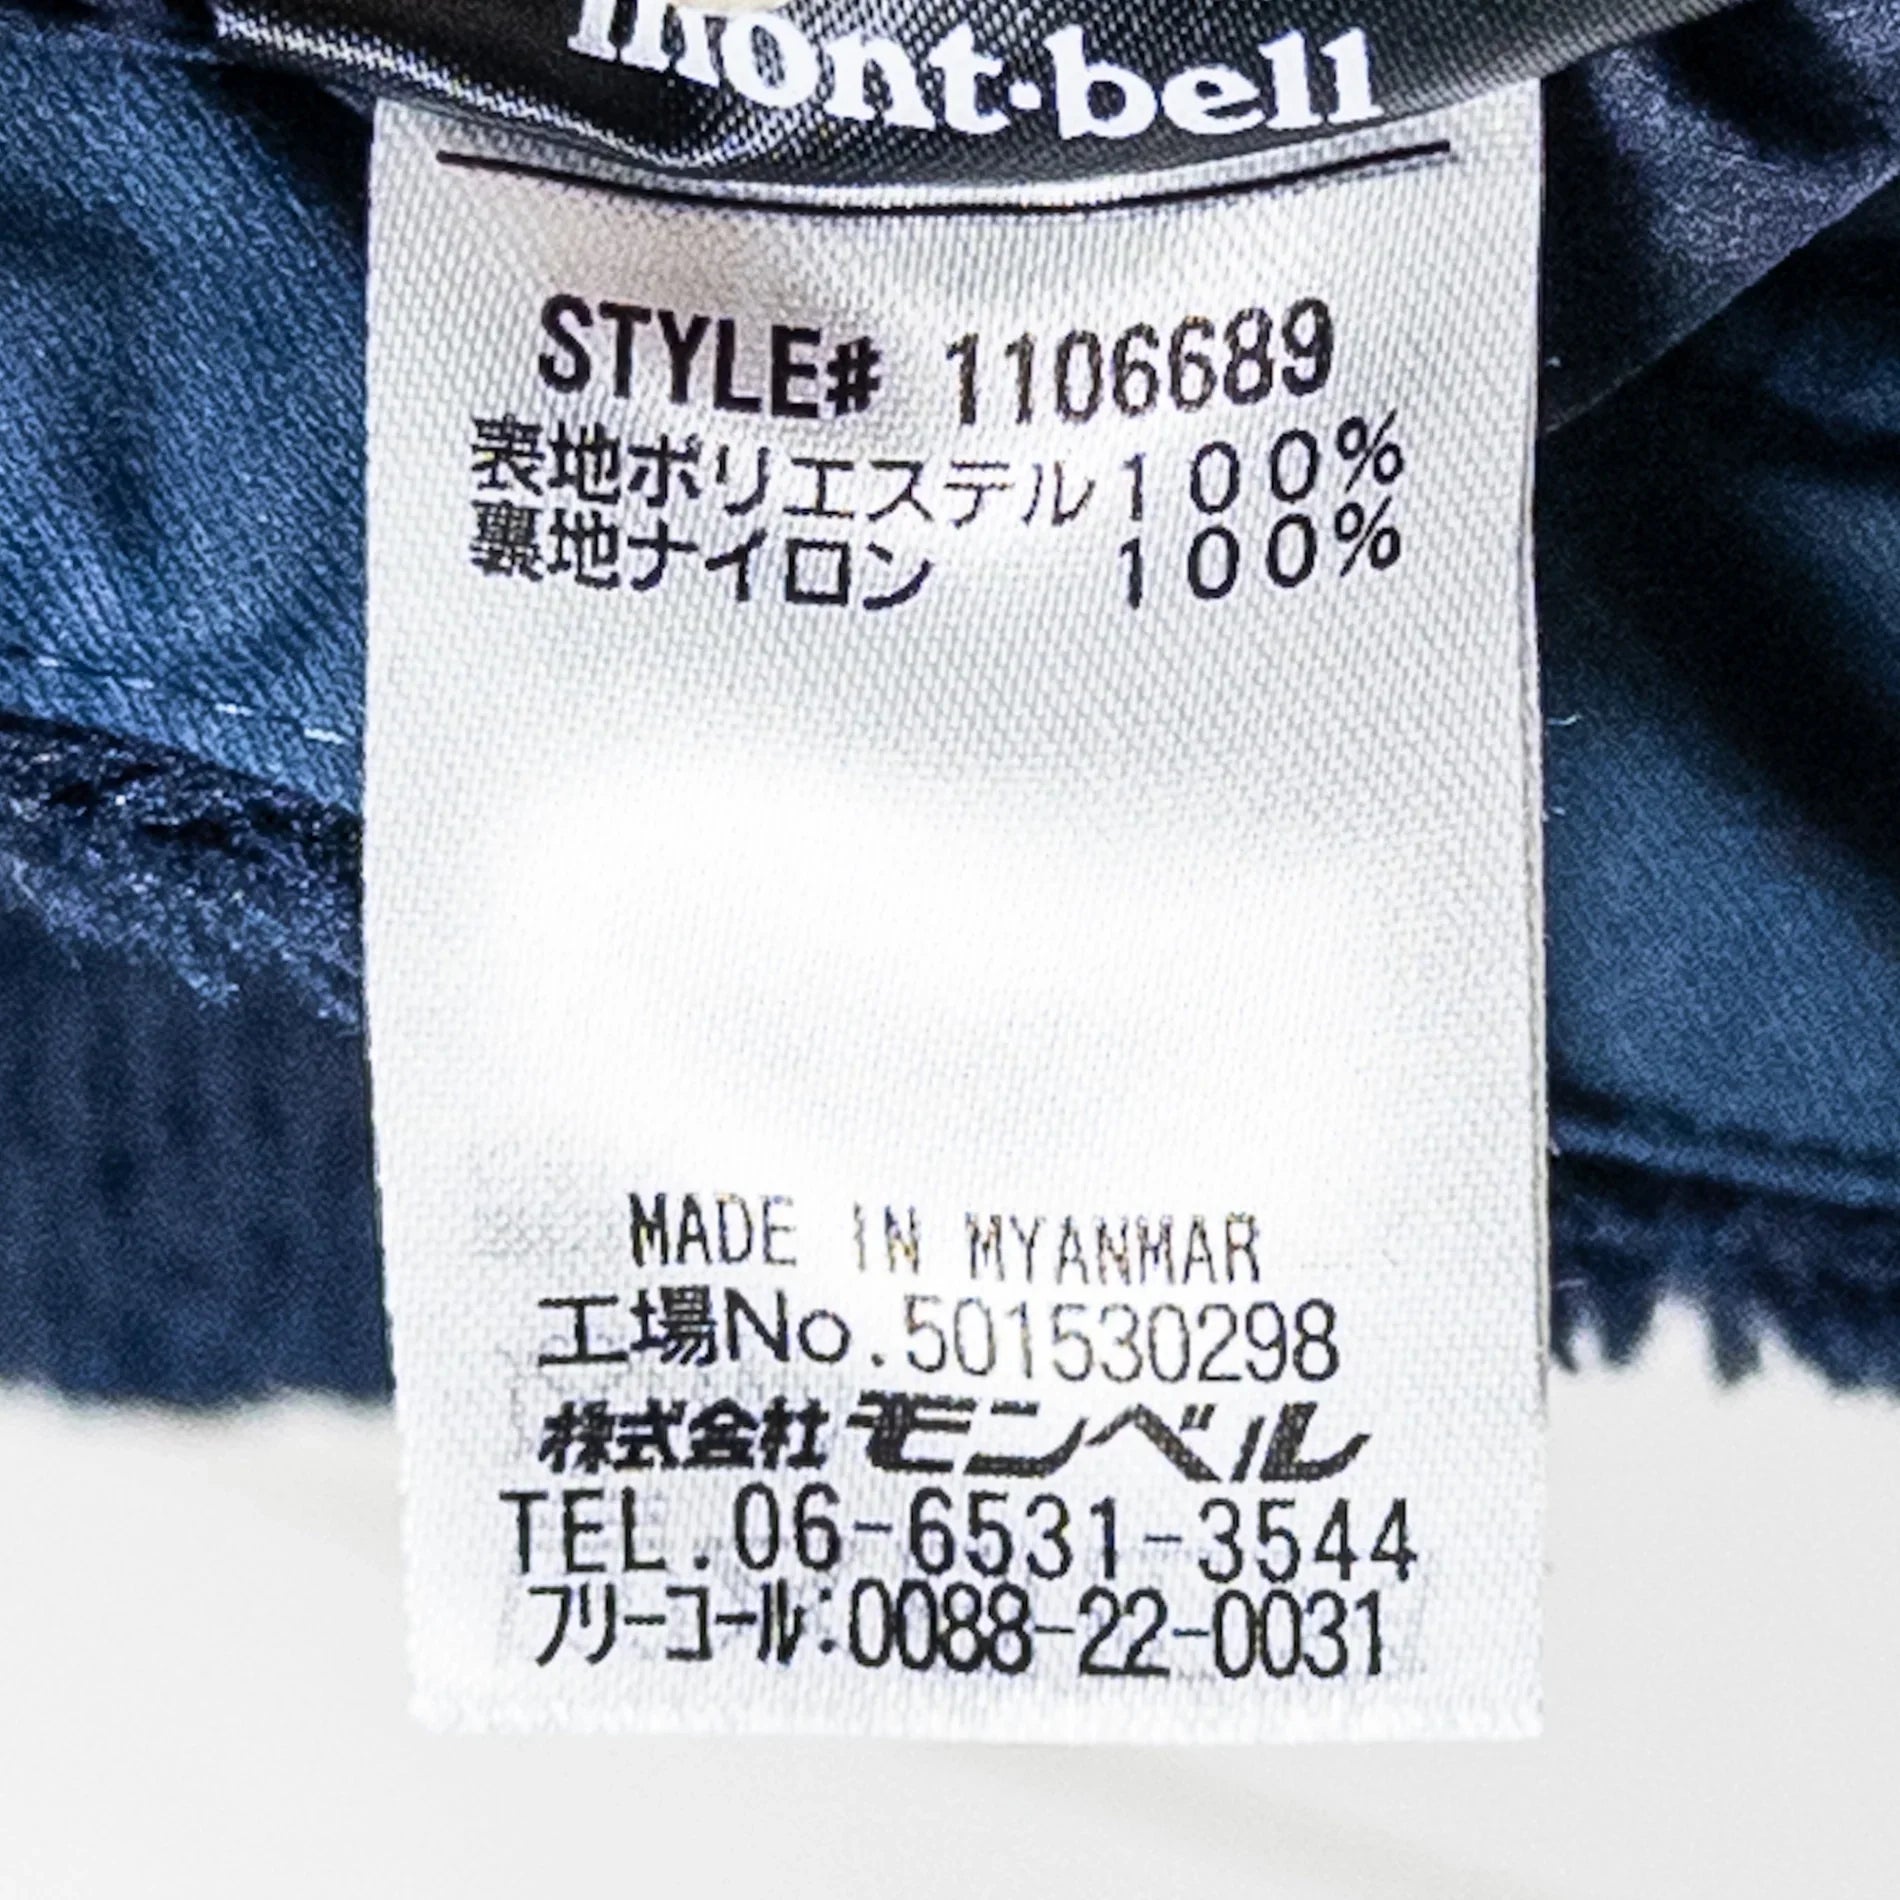 mont·bell
STYLE# 1106689
表地ポリエステル100%
裏地ナイロン 100%
MADE IN MYANMAR
工場No.501530298
株式会社モンベル
TEL.06-6531-3544
フリーコール:0088-22-0031